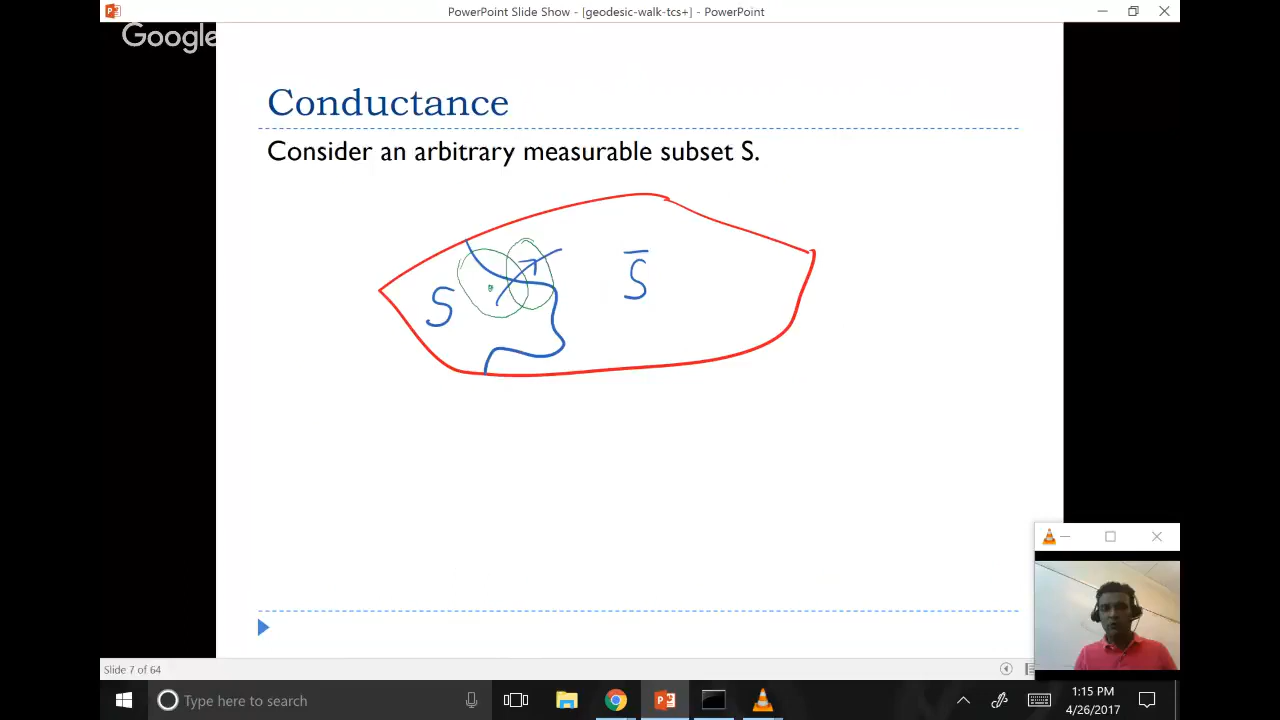 PowerPoint Slide Show - [geodesic-walk-tcs+] - PowerPoint
Google
Conductance
Consider an arbitrary measurable subset S.
S
S̅
Slide 7 of 64
Type here to search
1:15 PM
4/26/2017